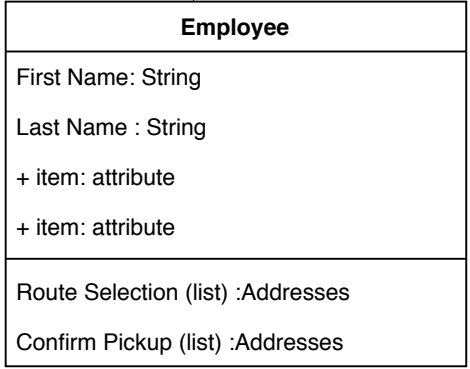 Employee
First Name: String
Last Name : String
+ item: attribute
+ item: attribute
Route Selection (list) :Addresses
Confirm Pickup (list) :Addresses